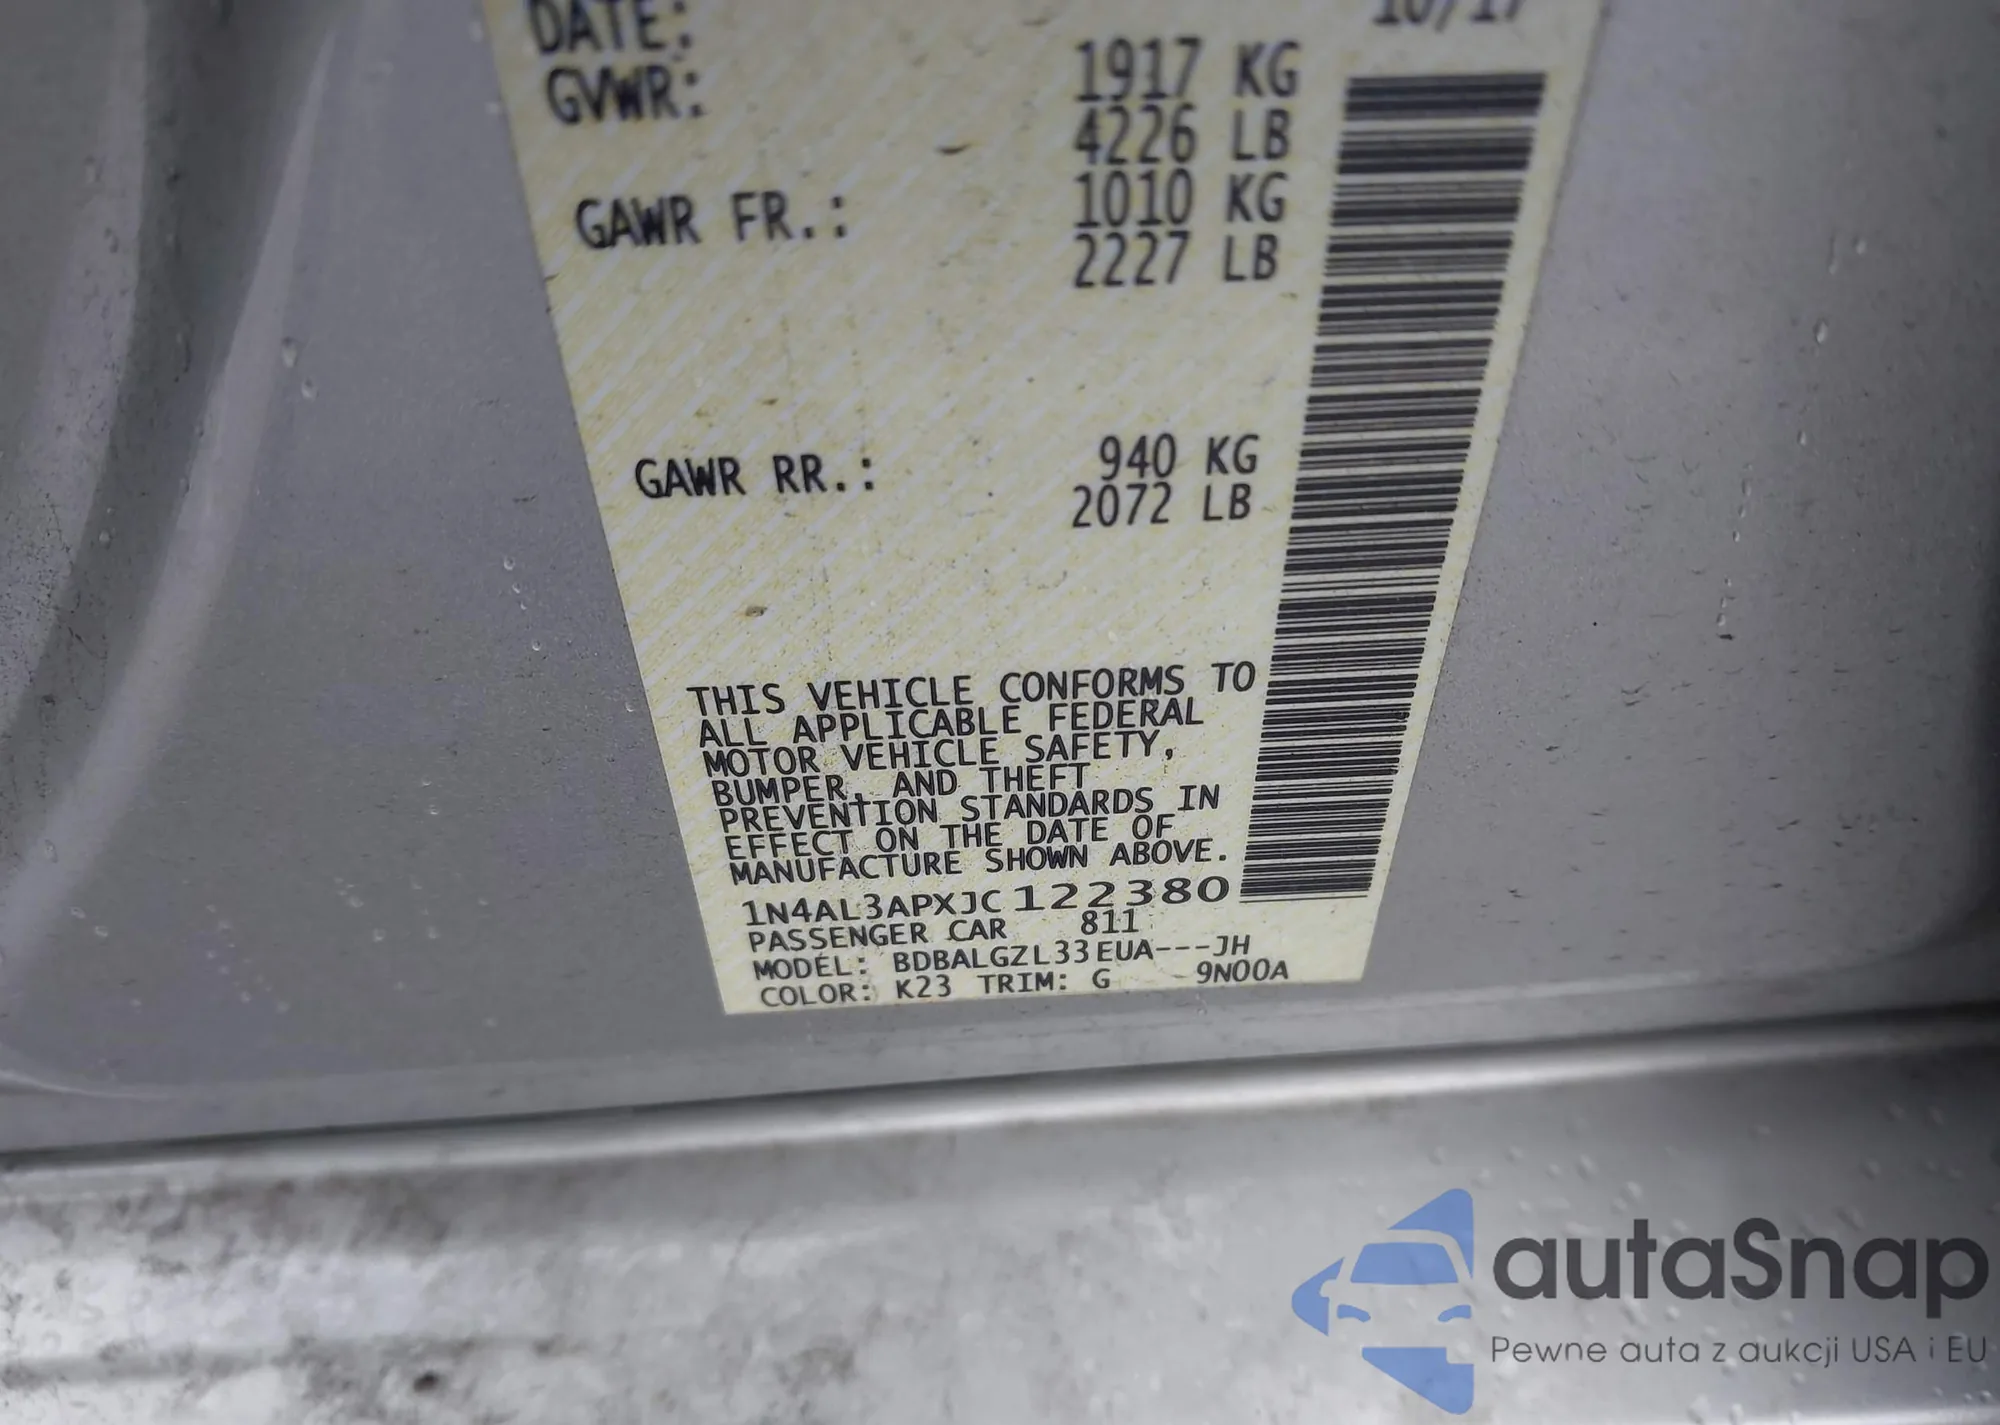 DATE: 10/17
GVWR: 1917 KG
4226 LB
GAWR FR.: 1010 KG
2227 LB
GAWR RR.: 940 KG
2072 LB
THIS VEHICLE CONFORMS TO
ALL APPLICABLE FEDERAL
MOTOR VEHICLE SAFETY,
BUMPER, AND THEFT
PREVENTION STANDARDS IN
EFFECT ON THE DATE OF
MANUFACTURE SHOWN ABOVE.
1N4AL3APXJC122380
PASSENGER CAR 811
MODEL: BDBALGZL33EUA---JH
COLOR: K23 TRIM: G 9N00A
autaSnap
Pewne auta z aukcji USA i EU